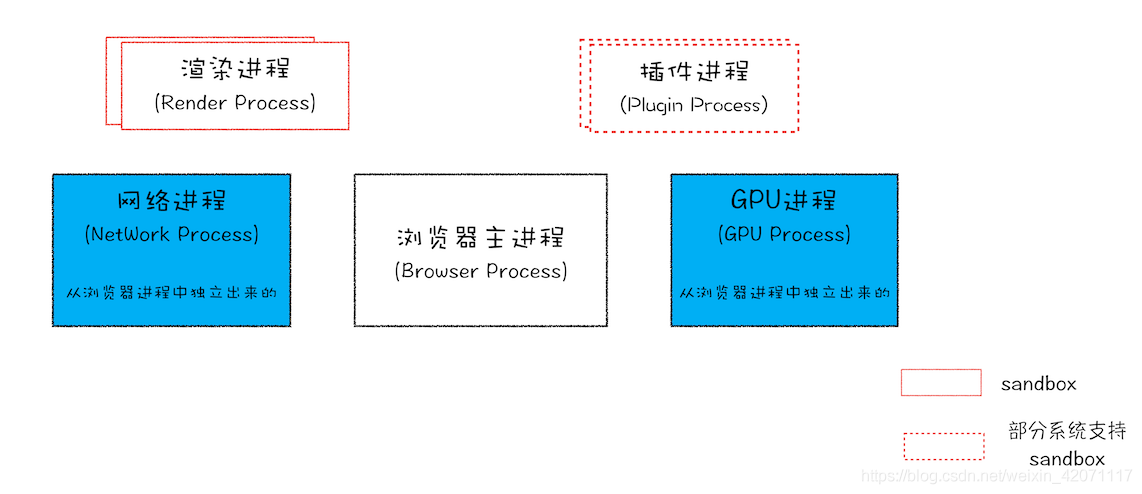 渲染进程
(Render Process)
插件进程
(Plugin Process)
网络进程
(NetWork Process)
从浏览器进程中独立出来的
浏览器主进程
(Browser Process)
GPU进程
(GPU Process)
从浏览器进程中独立出来的
sandbox
部分系统支持
sandbox
https://blog.csdn.net/weixin_42071117